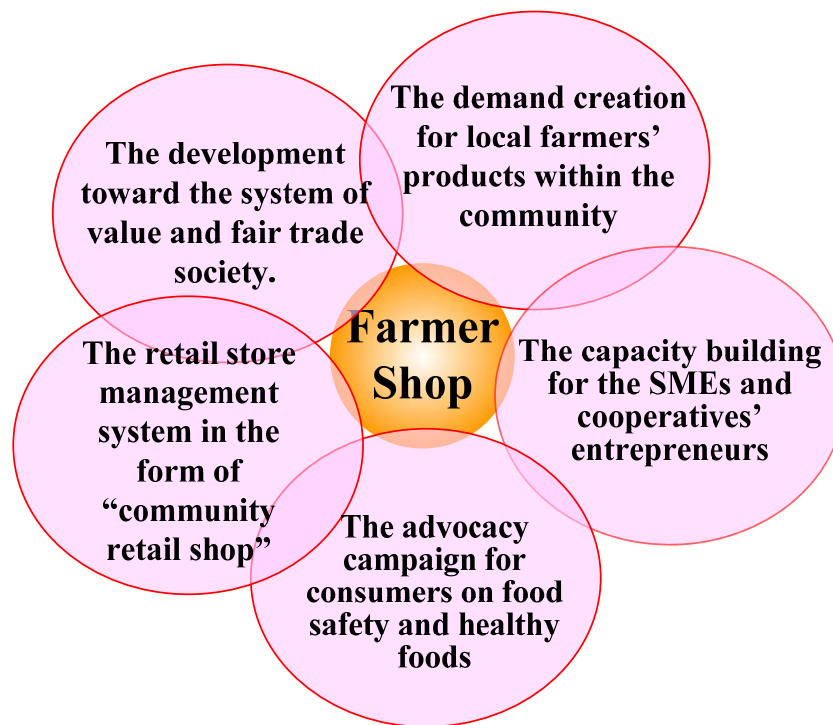 The demand creation
for local farmers’
products within the
community
The development
toward the system of
value and fair trade
society.
Farmer
Shop
The capacity building
for the SMEs and
cooperatives’
entrepreneurs
The retail store
management
system in the
form of
“community
retail shop”
The advocacy
campaign for
consumers on food
safety and healthy
foods